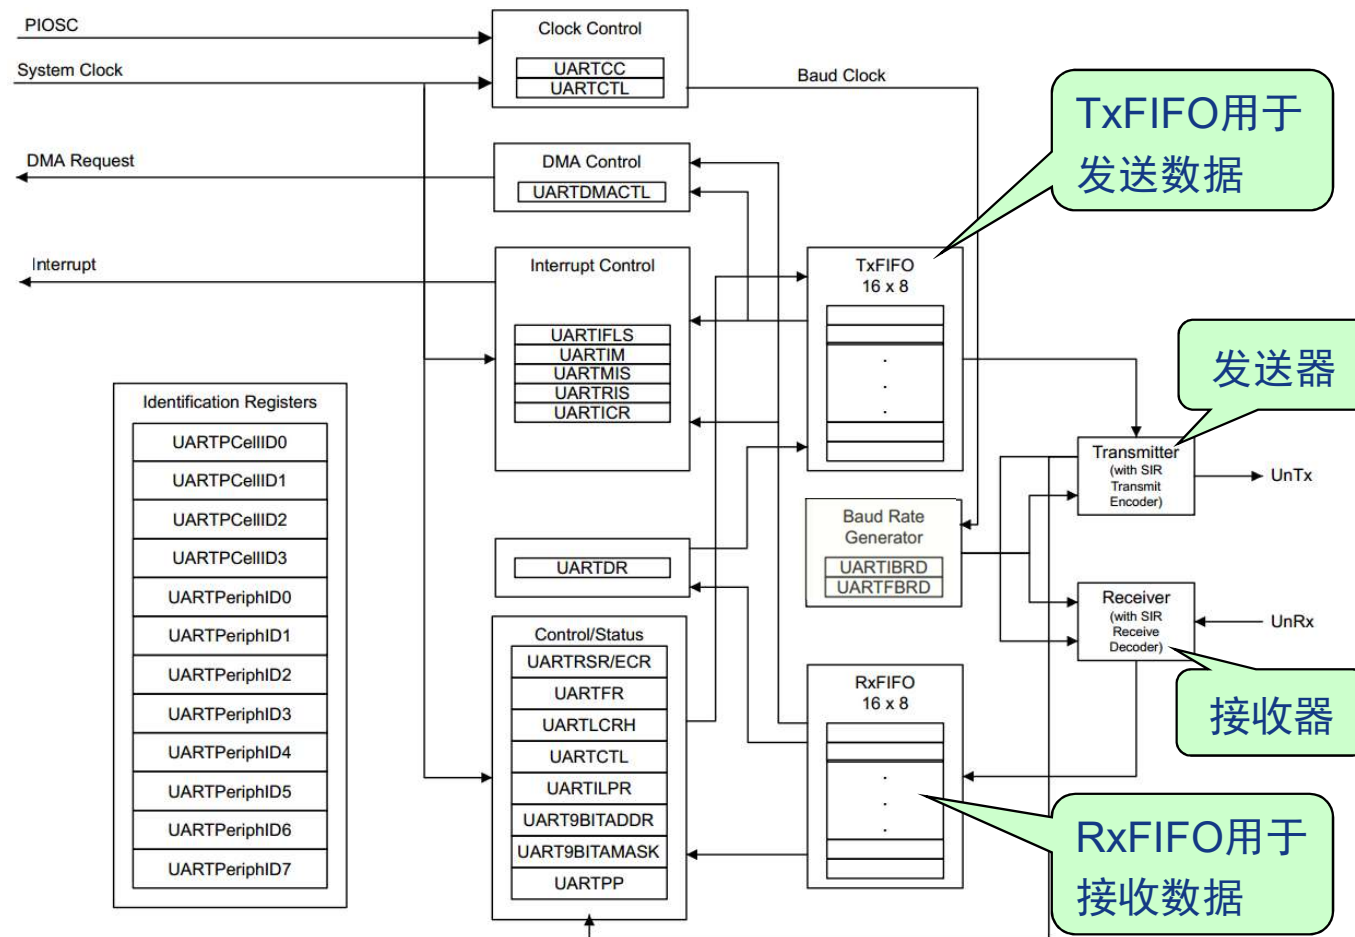 PIOSC
System Clock
Clock Control
UARTCC
UARTCTL
Baud Clock
TxFIFO用于
发送数据
DMA Request
DMA Control
UARTDMACTL
Interrupt
Interrupt Control
UARTIFLS
UARTIM
UARTMIS
UARTRIS
UARTICR
TxFIFO
16 x 8
.
.
.
发送器
Identification Registers
UARTPCellID0
UARTPCellID1
UARTPCellID2
UARTPCellID3
UARTPeriphID0
UARTPeriphID1
UARTPeriphID2
UARTPeriphID3
UARTPeriphID4
UARTPeriphID5
UARTPeriphID6
UARTPeriphID7
Transmitter
(with SIR
Transmit
Encoder)
UnTx
UARTDR
Baud Rate
Generator
UARTIBRD
UARTFBRD
Receiver
(with SIR
Receive
Decoder)
UnRx
接收器
Control/Status
UARTRSR/ECR
UARTFR
UARTLCRH
UARTCTL
UARTILPR
UART9BITADDR
UART9BITAMASK
UARTPP
RxFIFO
16 x 8
.
.
.
RxFIFO用于
接收数据